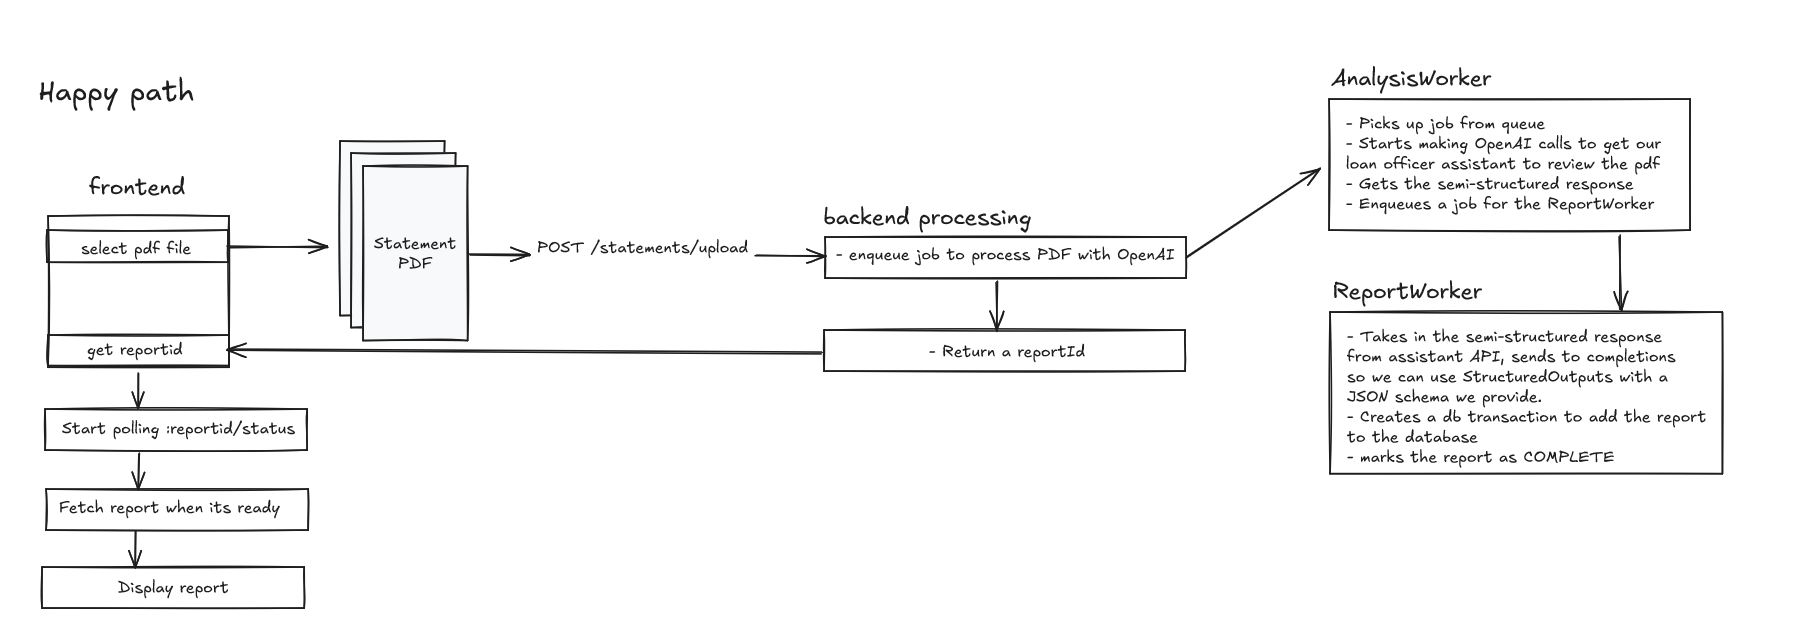 Happy path
frontend
select pdf file
get reportid
Start polling :reportid/status
Fetch report when its ready
Display report
Statement
PDF
POST /statements/upload
backend processing
- enqueue job to process PDF with OpenAI
- Return a reportId
AnalysisWorker
- Picks up job from queue
- Starts making OpenAI calls to get our
loan officer assistant to review the pdf
- Gets the semi-structured response
- Enqueues a job for the ReportWorker
ReportWorker
- Takes in the semi-structured response
from assistant API, sends to completions
so we can use StructuredOutputs with a
JSON schema we provide.
- Creates a db transaction to add the report
to the database
- marks the report as COMPLETE